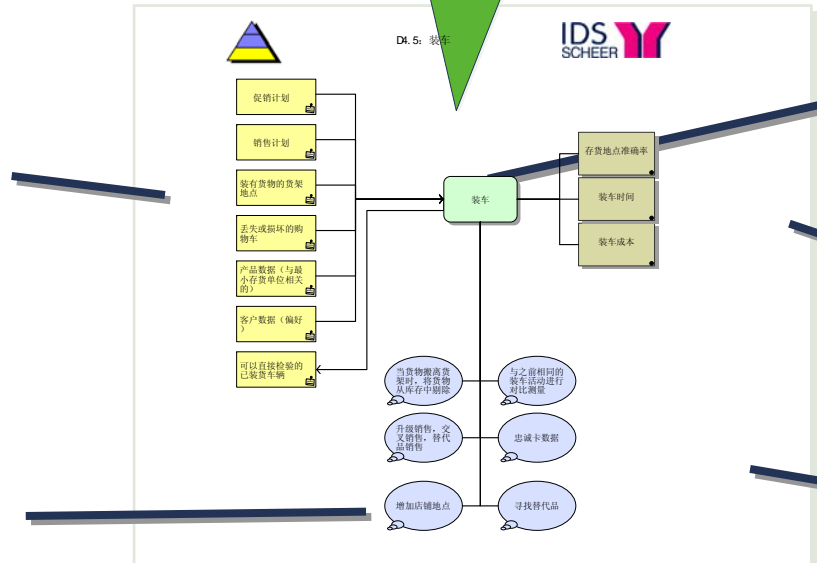 D4.5：装车
IDS
SCHEER
促销计划
销售计划
装有货物的货架
地点
丢失或损坏的购
物车
产品数据（与最
小存货单位相关
的）
客户数据（偏好
）
可以直接检验的
已装货车辆
装车
存货地点准确率
装车时间
装车成本
当货物搬离货
架时，将货物
从库存中剔除
与之前相同的
装车活动进行
对比测量
升级销售，交
叉销售，替代
品销售
忠诚卡数据
增加店铺地点
寻找替代品